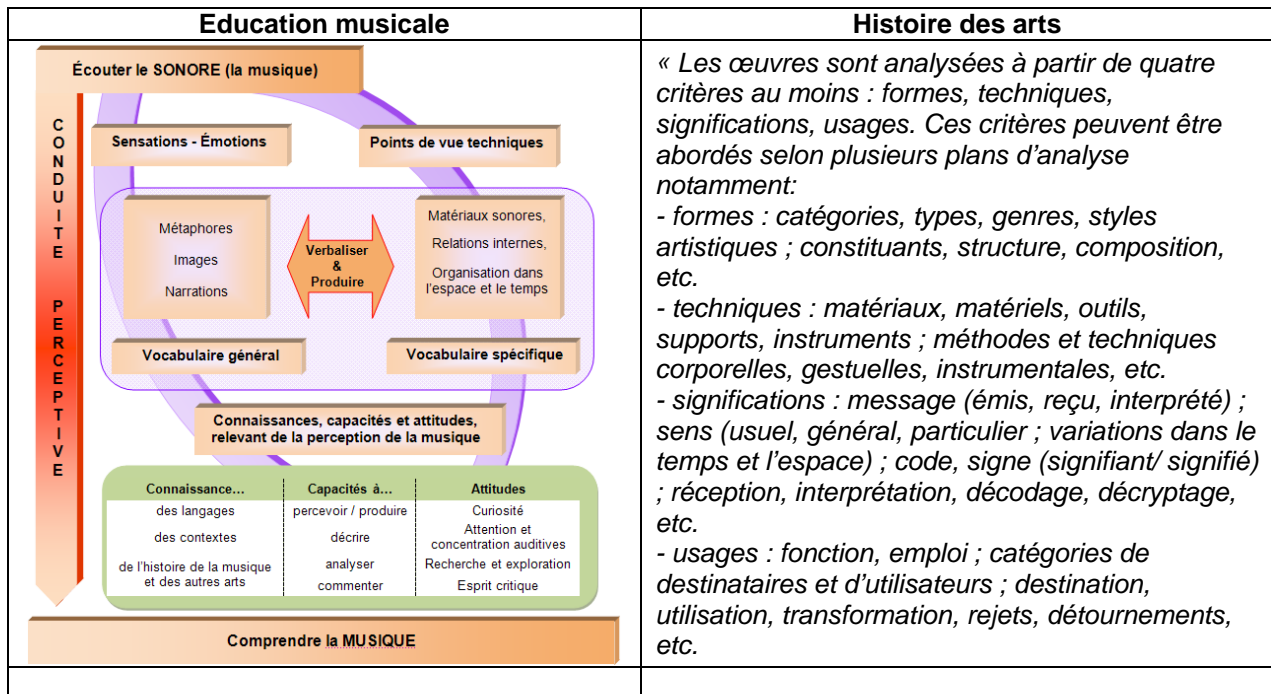 Education musicale
Histoire des arts
Écouter le SONORE (la musique)
CONDUITE PERCEPTIVE
Sensations - Émotions
Points de vue techniques
Métaphores
Images
Narrations
Verbaliser
&
Produire
Matériaux sonores,
Relations internes,
Organisation dans
l'espace et le temps
Vocabulaire général
Vocabulaire spécifique
Connaissances, capacités et attitudes,
relevant de la perception de la musique
Connaissance…
Capacités à…
Attitudes
des langages
percevoir / produire
Curiosité
des contextes
décrire
Attention et
concentration auditives
de l'histoire de la musique
et des autres arts
analyser
Recherche et exploration
commenter
Esprit critique
Comprendre la MUSIQUE
« Les œuvres sont analysées à partir de quatre
critères au moins : formes, techniques,
significations, usages. Ces critères peuvent être
abordés selon plusieurs plans d'analyse
notamment:
- formes : catégories, types, genres, styles
artistiques ; constituants, structure, composition,
etc.
- techniques : matériaux, matériels, outils,
supports, instruments ; méthodes et techniques
corporelles, gestuelles, instrumentales, etc.
- significations : message (émis, reçu, interprété) ;
sens (usuel, général, particulier ; variations dans le
temps et l'espace) ; code, signe (signifiant/ signifié)
; réception, interprétation, décodage, décryptage,
etc.
- usages : fonction, emploi ; catégories de
destinataires et d'utilisateurs ; destination,
utilisation, transformation, rejets, détournements,
etc.